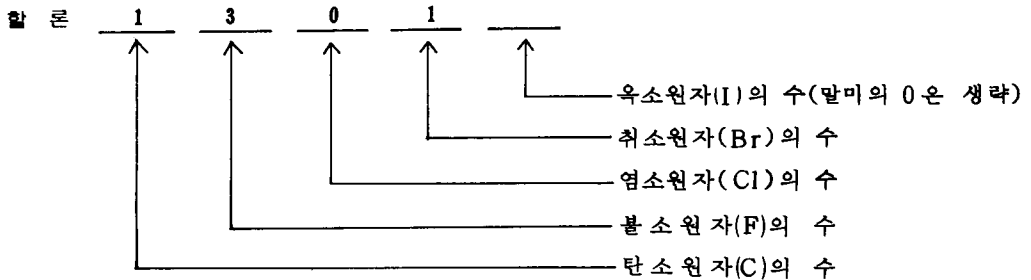 할 론 1 3 0 1
옥소원자(I)의 수(말미의 0은 생략)
취소원자(Br)의 수
염소원자(Cl)의 수
불소원자(F)의 수
탄소원자(C)의 수